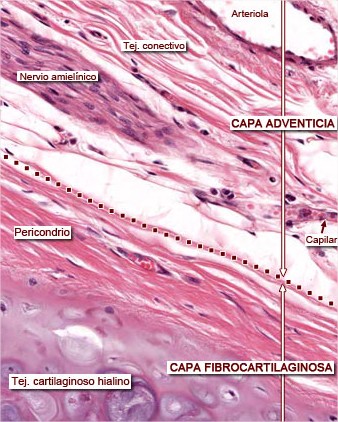 Arteriola
Tej. conectivo
Nervio amielínico
CAPA ADVENTICIA
Pericondrio
Capilar
CAPA FIBROCARTILAGINOSA
Tej. cartilaginoso hialino